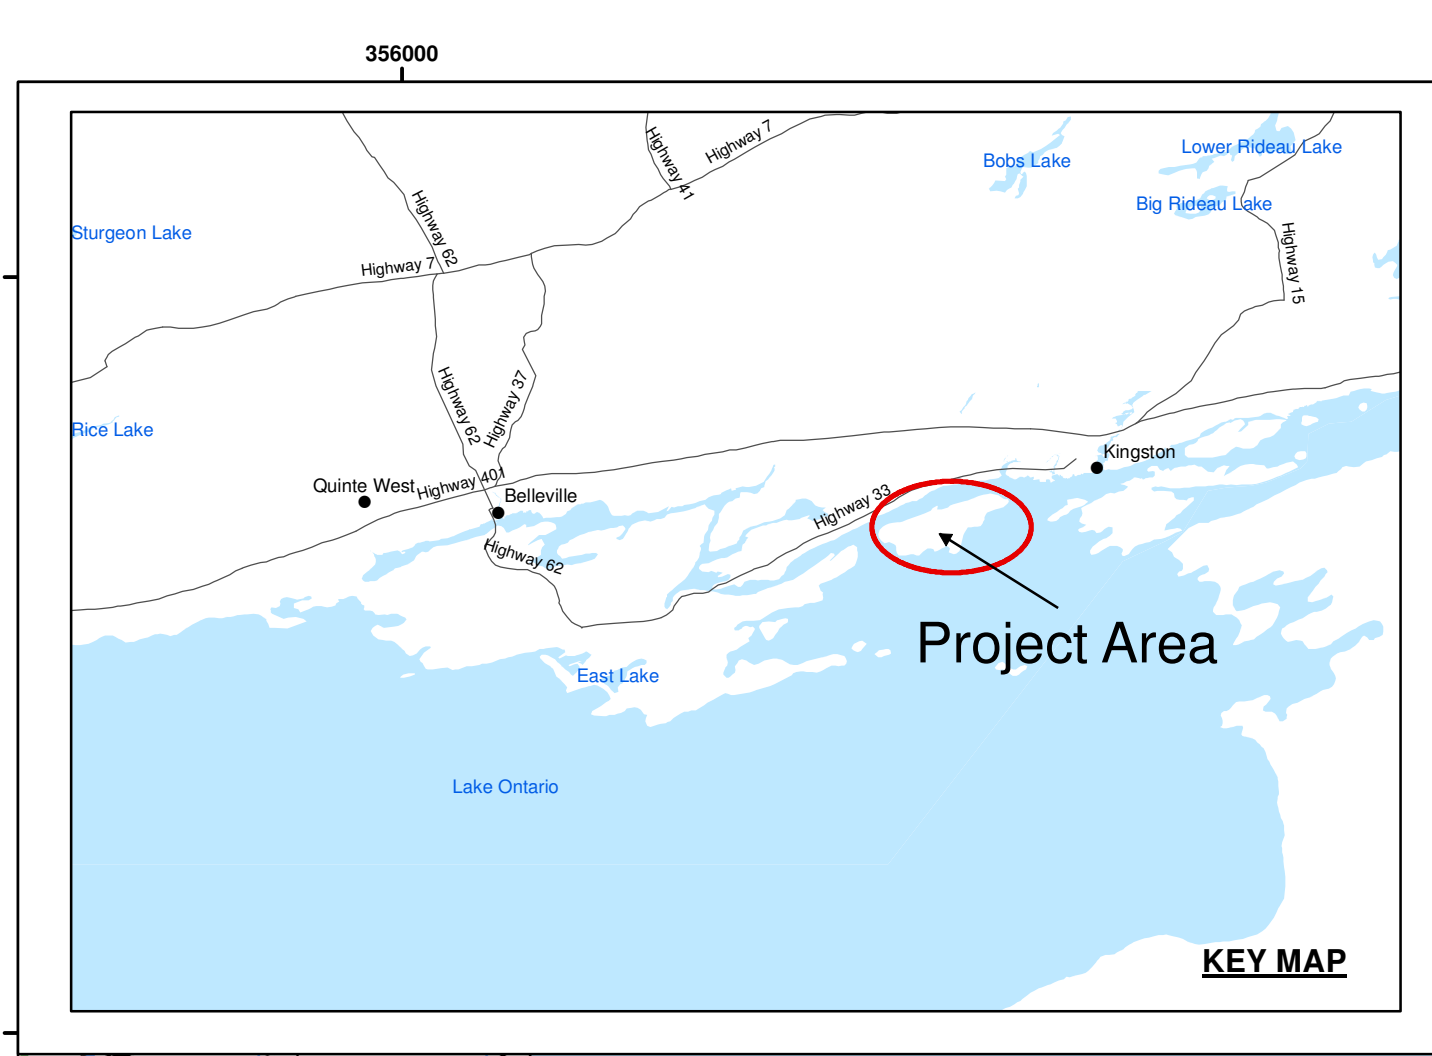 356000
Highway 7
Highway 41
Lower Rideau Lake
Bobs Lake
Big Rideau Lake
Highway 62
Sturgeon Lake
Highway 7
Highway 15
Highway 62
Highway 37
Rice Lake
Kingston
Quinte West
Highway 401
Belleville
Highway 33
Highway 62
Project Area
East Lake
Lake Ontario
KEY MAP